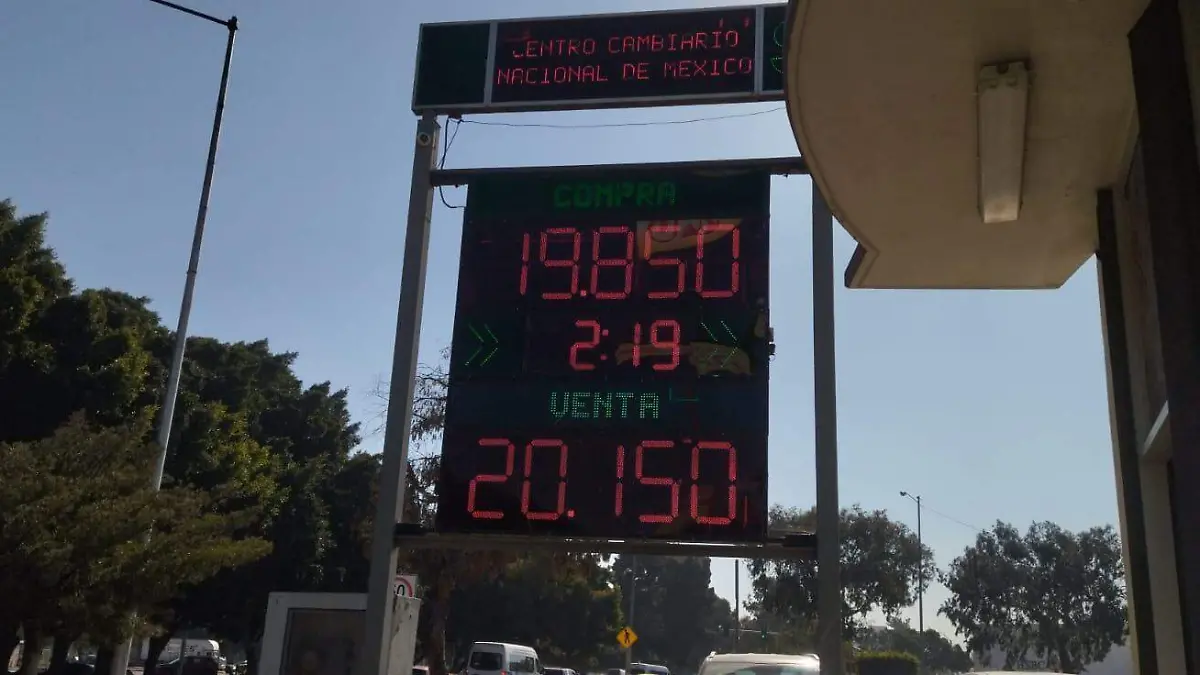 CENTRO CAMBIARIO
NACIONAL DE MEXICO
COMPRA
19.850
2:19
VENTA
20.150